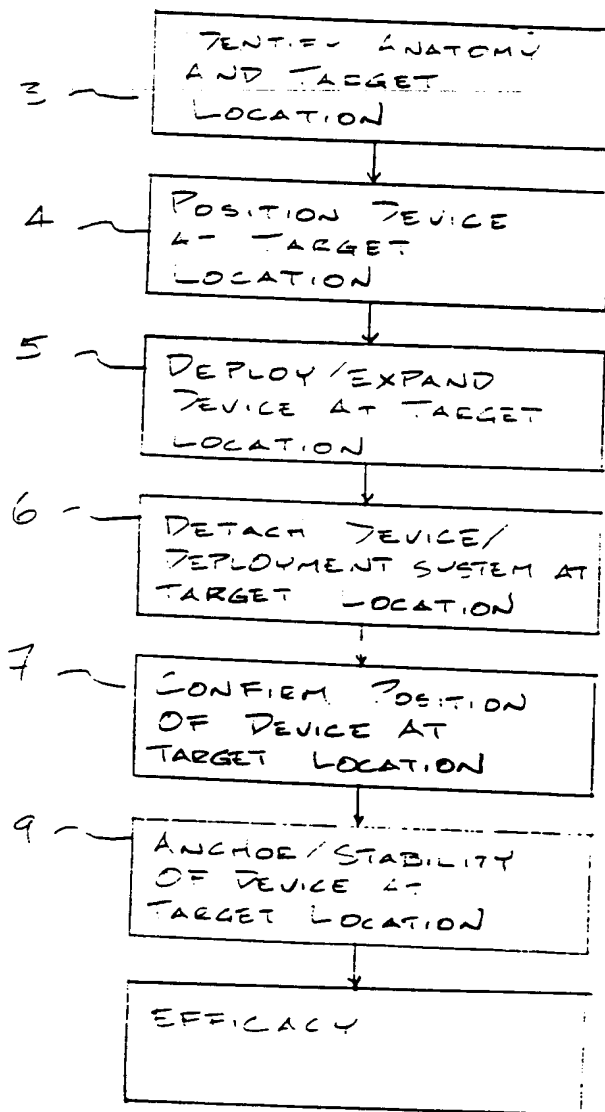 IDENTIFY ANATOMY
AND TARGET
LOCATION
3
POSITION DEVICE
AT TARGET
LOCATION
4
DEPLOY/EXPAND
DEVICE AT TARGET
LOCATION
5
DETACH DEVICE/
DEPLOYMENT SYSTEM AT
TARGET LOCATION
6
CONFIRM POSITION
OF DEVICE AT
TARGET LOCATION
7
ANCHOR/STABILITY
OF DEVICE AT
TARGET LOCATION
9
EFFICACY